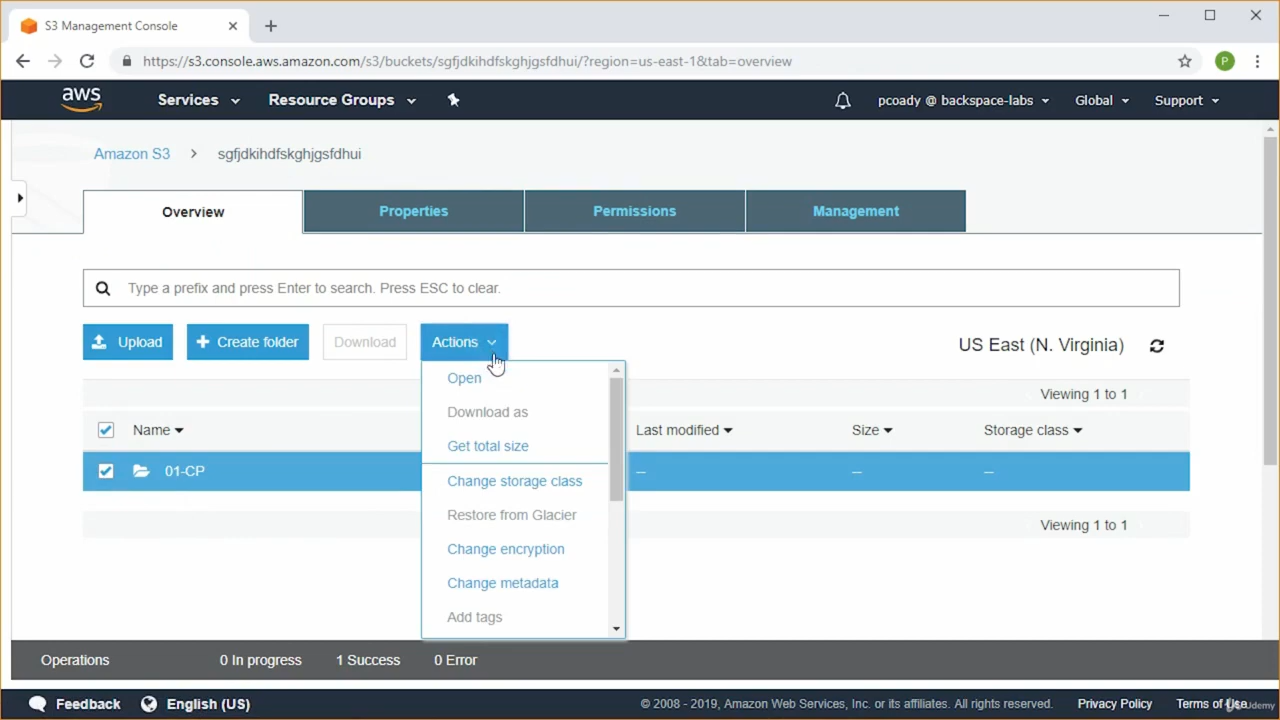 S3 Management Console
https://s3.console.aws.amazon.com/s3/buckets/sgfjdkihdfskghjgsfdhui/?region=us-east-1&tab=overview
P
aws Services Resource Groups pcoady @ backspace-labs Global Support
Amazon S3 > sgfjdkihdfskghjgsfdhui
Overview Properties Permissions Management
Type a prefix and press Enter to search. Press ESC to clear.
Upload + Create folder Download Actions US East (N. Virginia)
Open
Viewing 1 to 1
Download as
Name Last modified Size Storage class
Get total size
01-CP -- -- --
Change storage class
Restore from Glacier
Viewing 1 to 1
Change encryption
Change metadata
Add tags
Operations 0 In progress 1 Success 0 Error
Feedback English (US) © 2008 - 2019, Amazon Web Services, Inc. or its affiliates. All rights reserved. Privacy Policy Terms of Use
Udemy